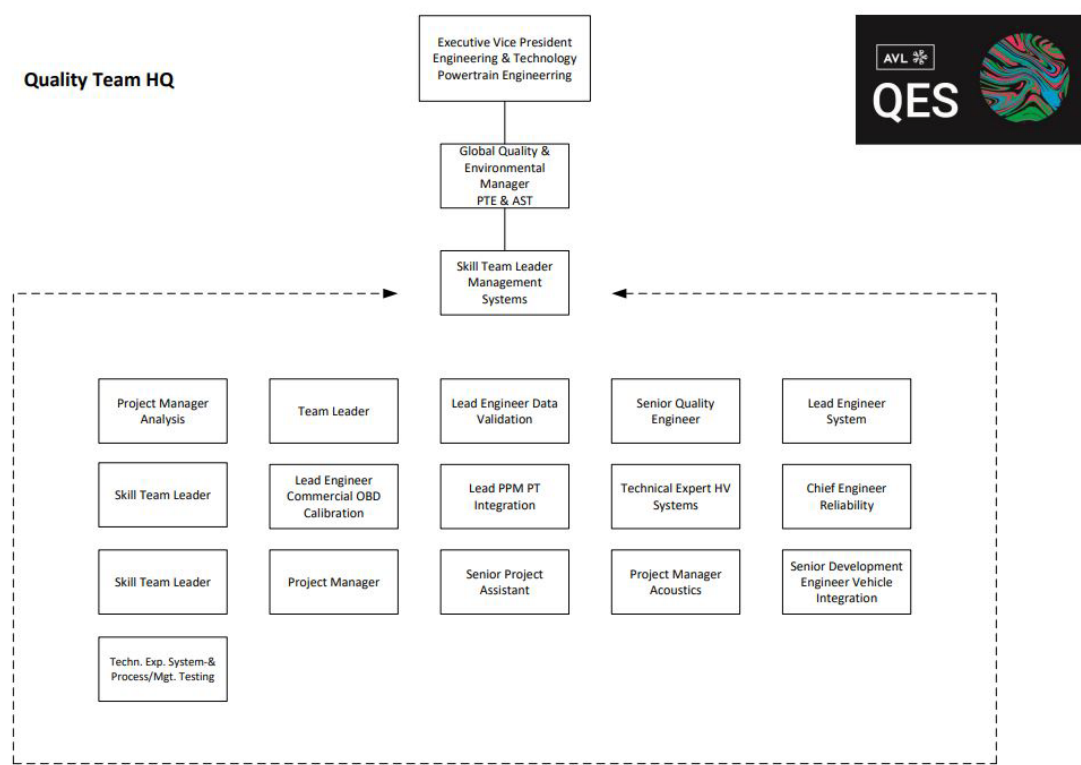 Quality Team HQ
Executive Vice President
Engineering & Technology
Powertrain Engineerring
AVL
QES
Global Quality &
Environmental
Manager
PTE & AST
Skill Team Leader
Management
Systems
Project Manager
Analysis
Team Leader
Lead Engineer Data
Validation
Senior Quality
Engineer
Lead Engineer
System
Skill Team Leader
Lead Engineer
Commercial OBD
Calibration
Lead PPM PT
Integration
Technical Expert HV
Systems
Chief Engineer
Reliability
Skill Team Leader
Project Manager
Senior Project
Assistant
Project Manager
Acoustics
Senior Development
Engineer Vehicle
Integration
Techn. Exp. System-&
Process/Mgt. Testing